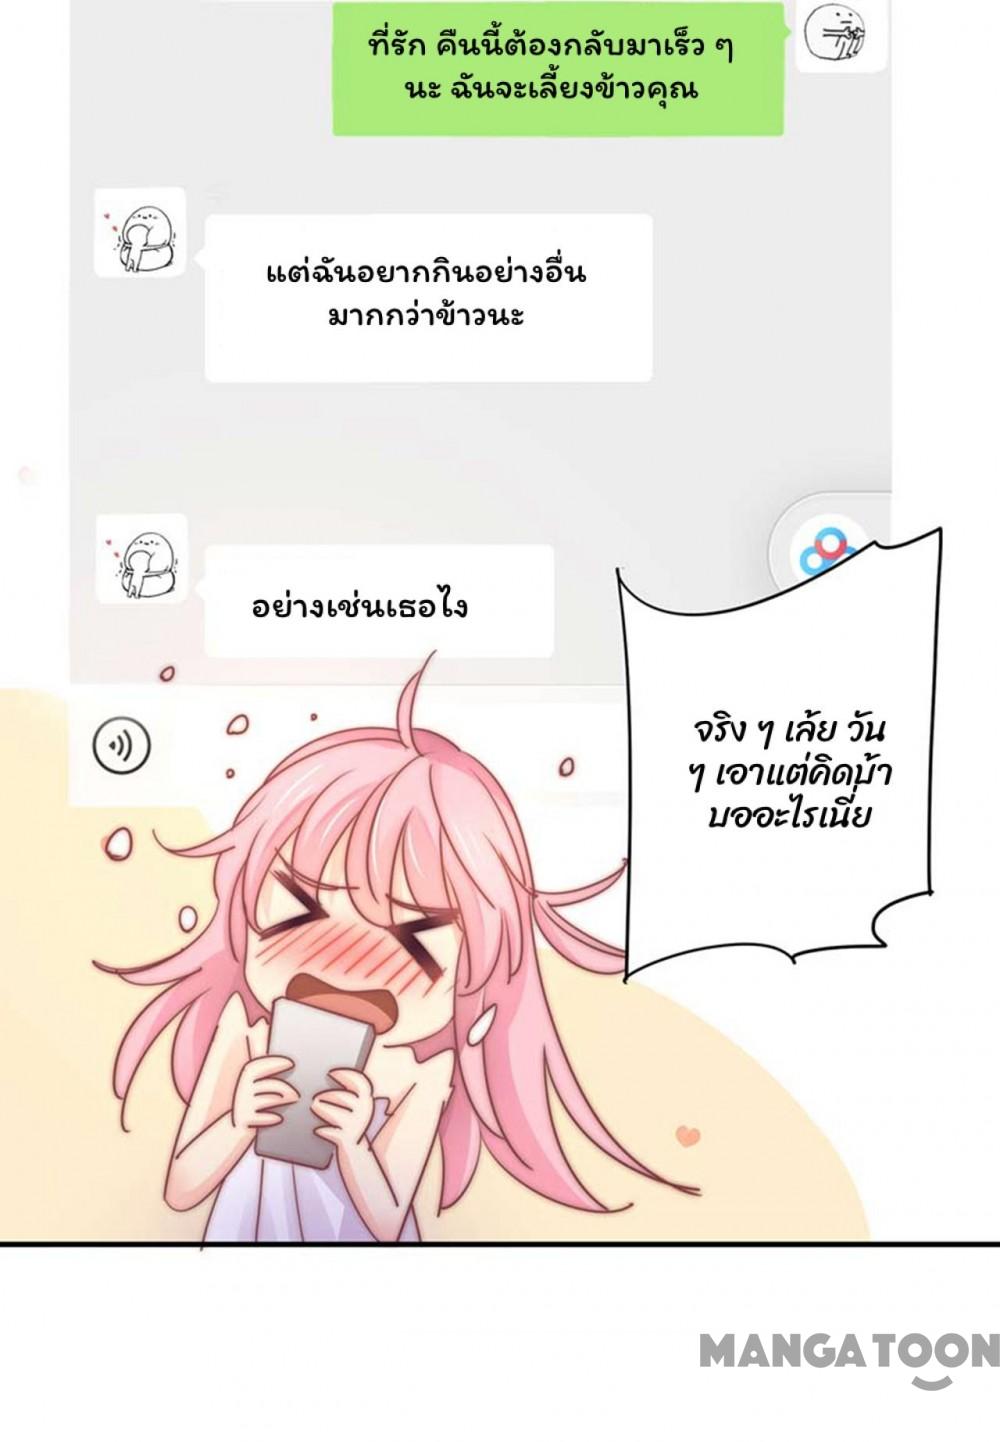 ที่รัก คืนนี้ต้องกลับมาเร็ว ๆ
นะ ฉันจะเลี้ยงข้าวคุณ
แต่ฉันอยากกินอย่างอื่น
มากกว่าข้าวนะ
อย่างเช่นเธอไง
จริง ๆ เล้ย วัน
ๆ เอาแต่คิดบ้า
บออะไรเนี่ย
MANGATOON